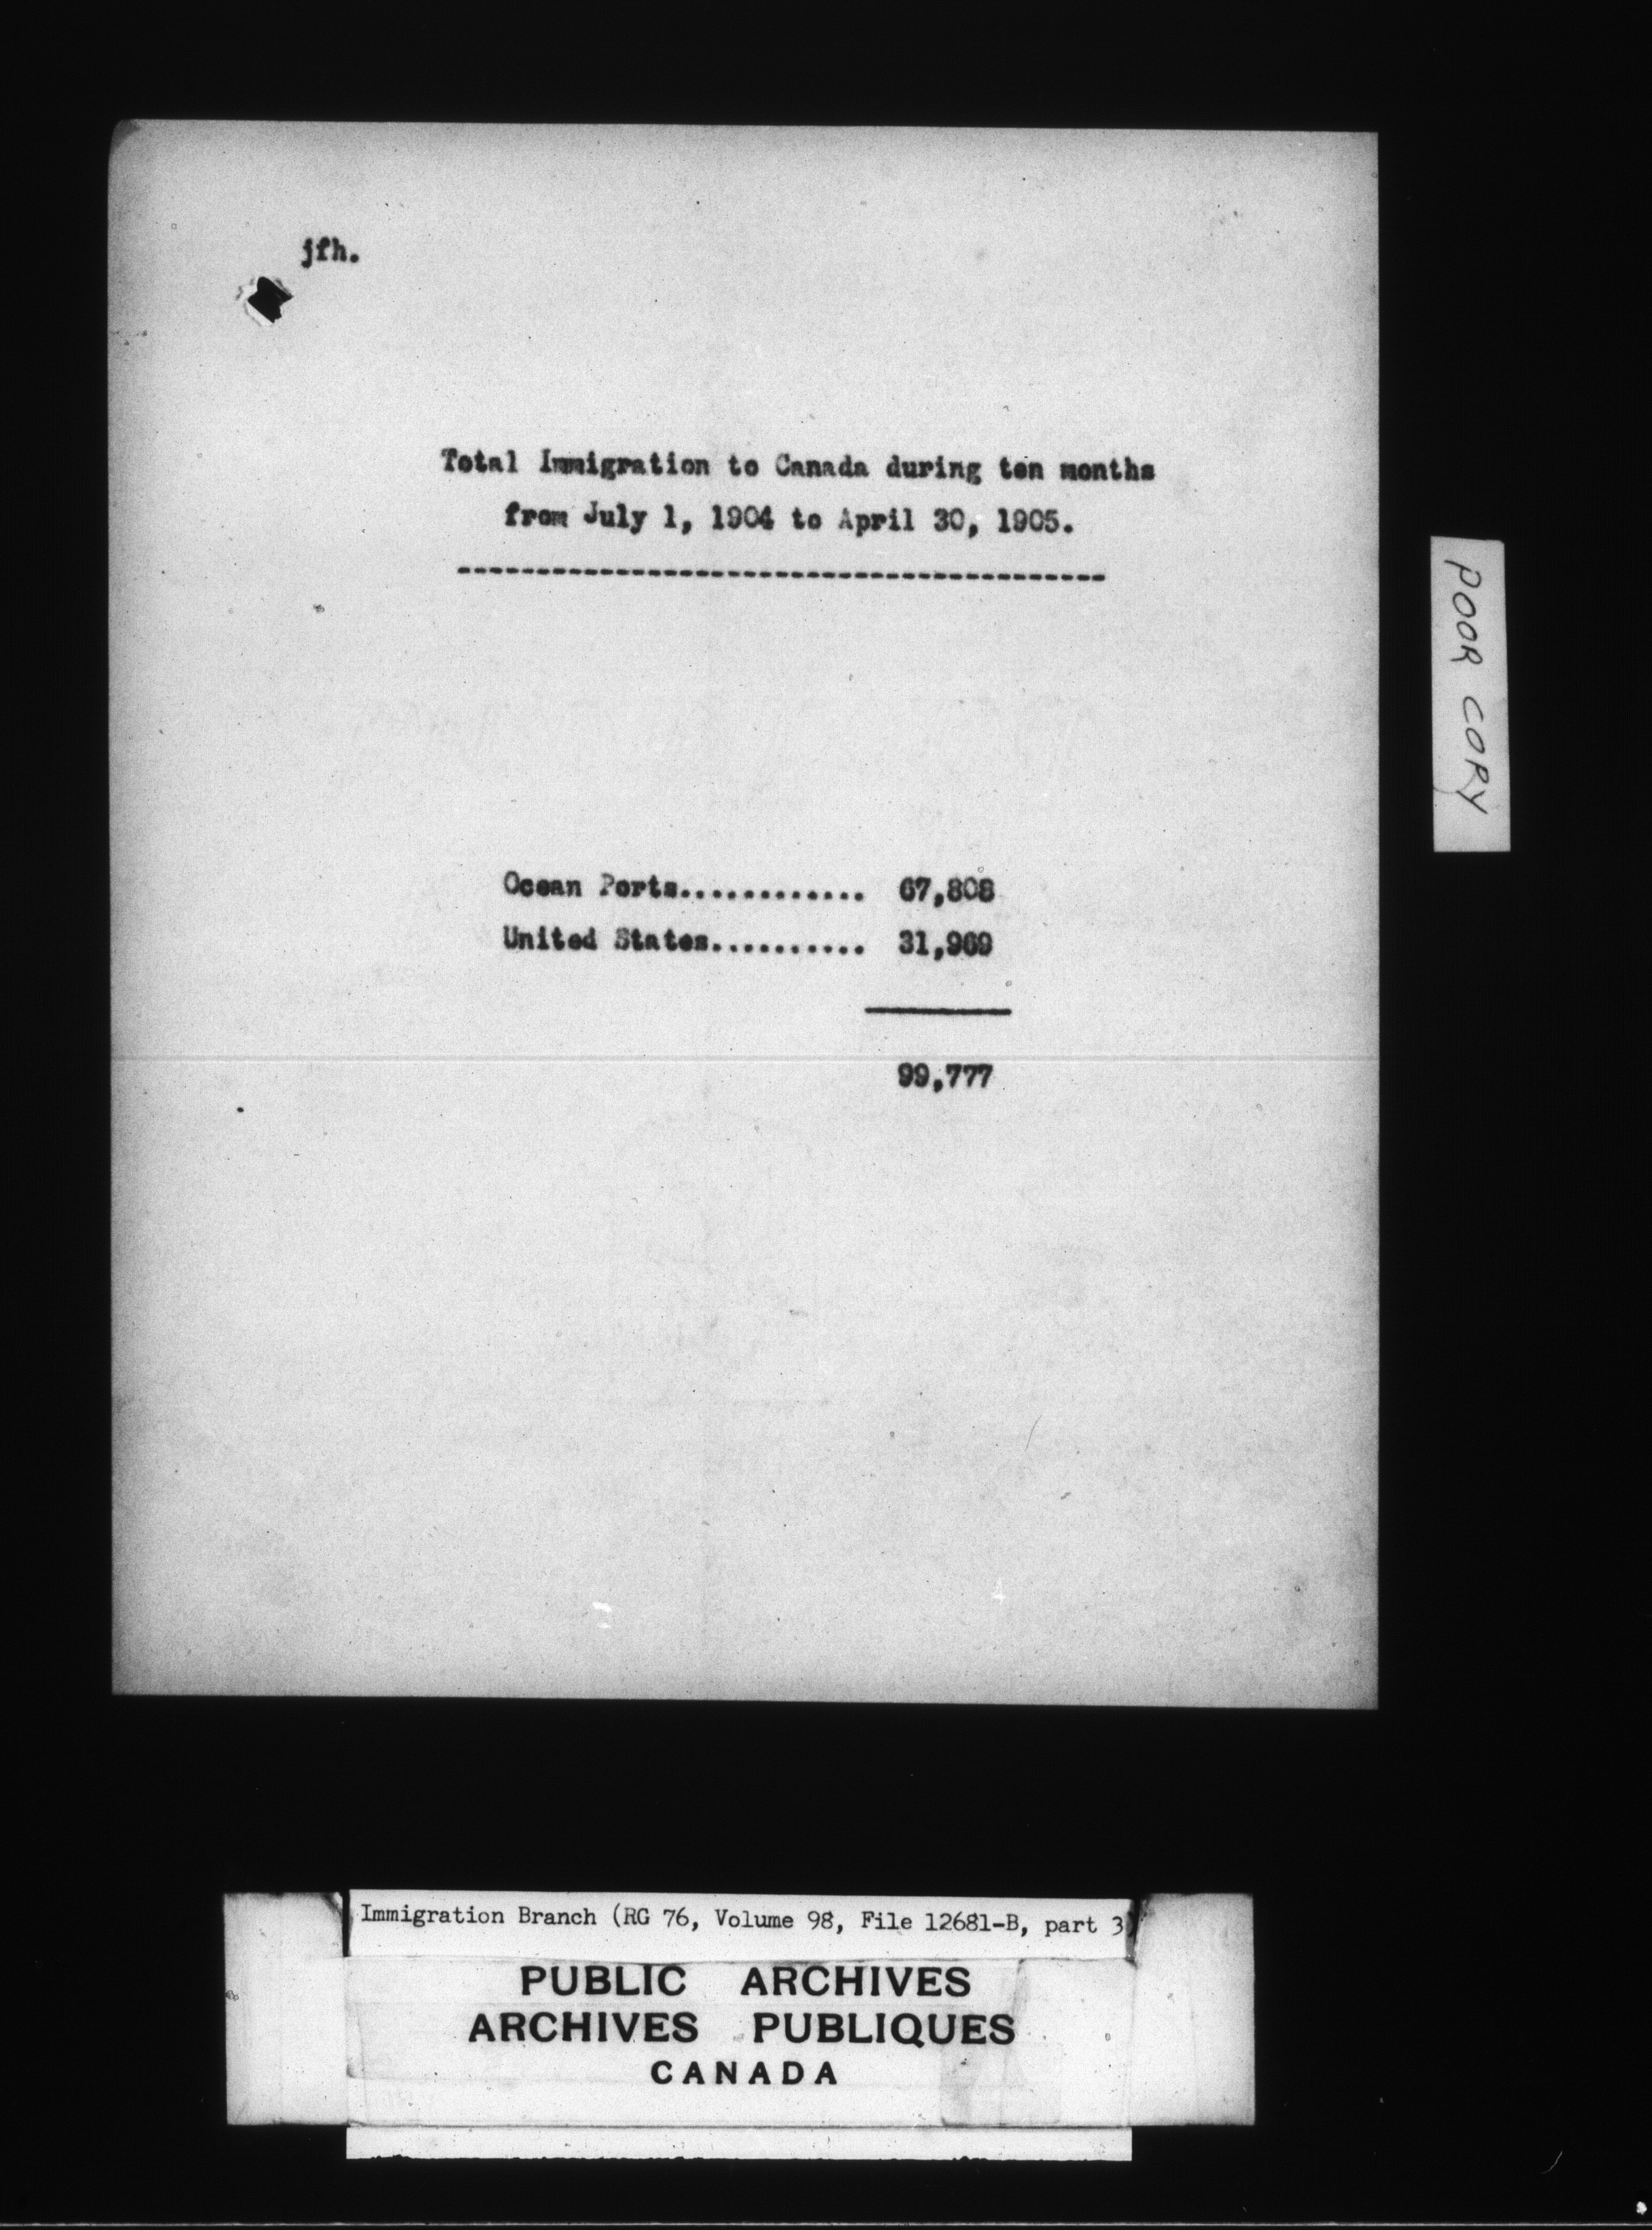 jfh.
Total Immigration to Canada during ten months
from July 1, 1904 to April 30, 1905.
-----------------------------------------
Ocean Ports............ 67,808
United States.......... 31,969
99,777
POOR COPY
Immigration Branch (RG 76, Volume 98, File 12681-B, part 3)
PUBLIC ARCHIVES
ARCHIVES PUBLIQUES
CANADA